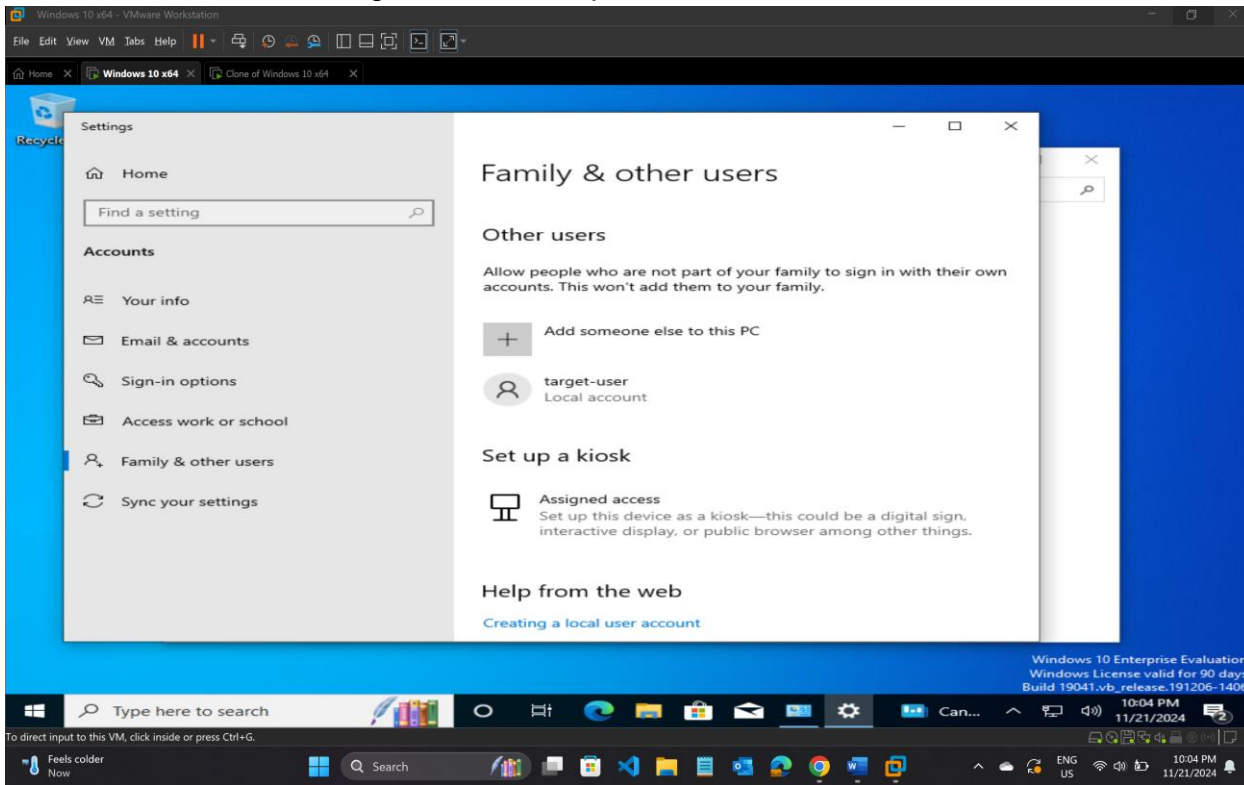 Windows 10 x64 - VMware Workstation
File Edit View VM Tabs Help
Home Windows 10 x64 Clone of Windows 10 x64
Recycle
Settings
Home
Find a setting
Accounts
Your info
Email & accounts
Sign-in options
Access work or school
Family & other users
Sync your settings
Family & other users
Other users
Allow people who are not part of your family to sign in with their own
accounts. This won't add them to your family.
Add someone else to this PC
target-user
Local account
Set up a kiosk
Assigned access
Set up this device as a kiosk—this could be a digital sign,
interactive display, or public browser among other things.
Help from the web
Creating a local user account
Windows 10 Enterprise Evaluation
Windows License valid for 90 days
Build 19041.vb_release.191206-1406
Type here to search
Can...
10:04 PM
11/21/2024
2
To direct input to this VM, click inside or press Ctrl+G.
Feels colder
Now
Search
ENG
US
10:04 PM
11/21/2024